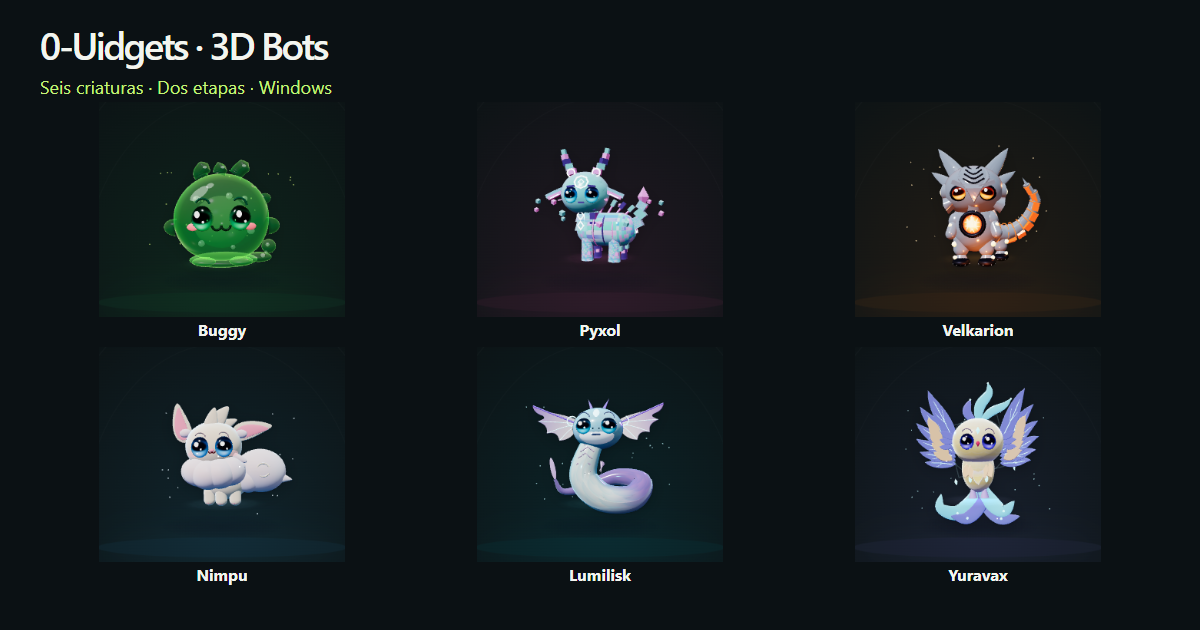 0-Uidgets · 3D Bots
Seis criaturas · Dos etapas · Windows
Buggy
Pyxol
Velkarion
Nimpu
Lumilisk
Yuravax